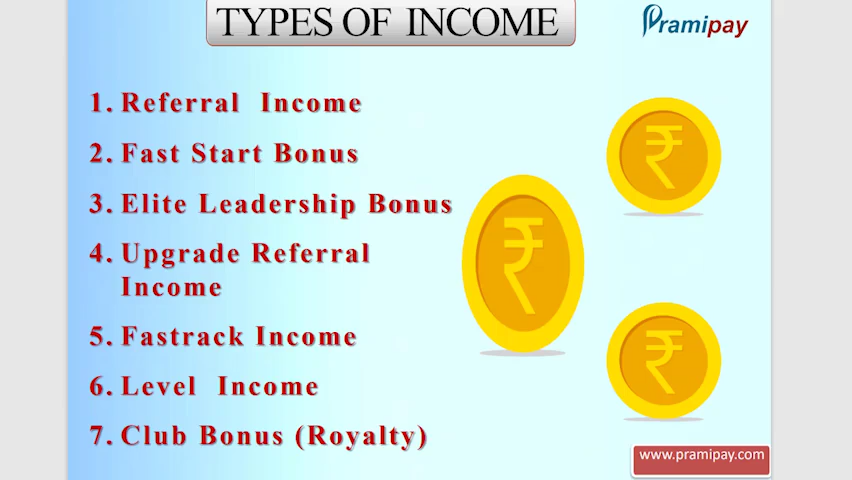 TYPES OF INCOME
Pramipay
1. Referral Income
2. Fast Start Bonus
3. Elite Leadership Bonus
4. Upgrade Referral
Income
5. Fastrack Income
6. Level Income
7. Club Bonus (Royalty)
₹
₹
₹
www.pramipay.com